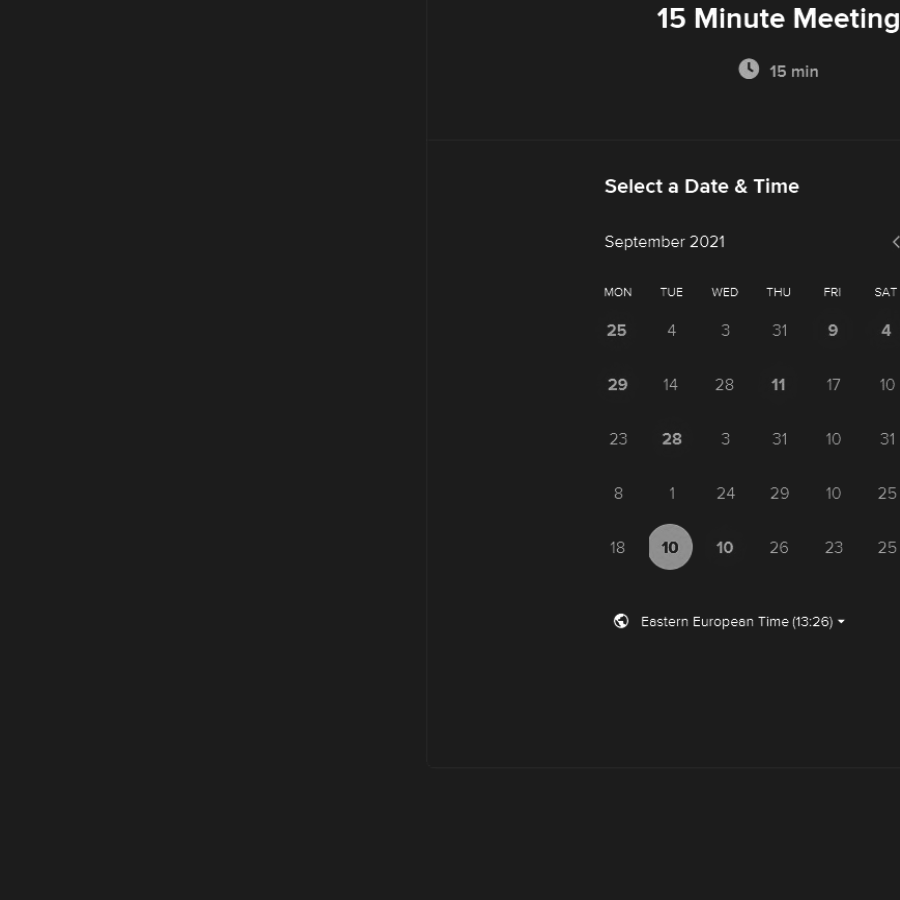 15 Minute Meeting
15 min
Select a Date & Time
September 2021
MON TUE WED THU FRI SAT
25 4 3 31 9 4
29 14 28 11 17 10
23 28 3 31 10 31
8 1 24 29 10 25
18 10 10 26 23 25
Eastern European Time (13:26)